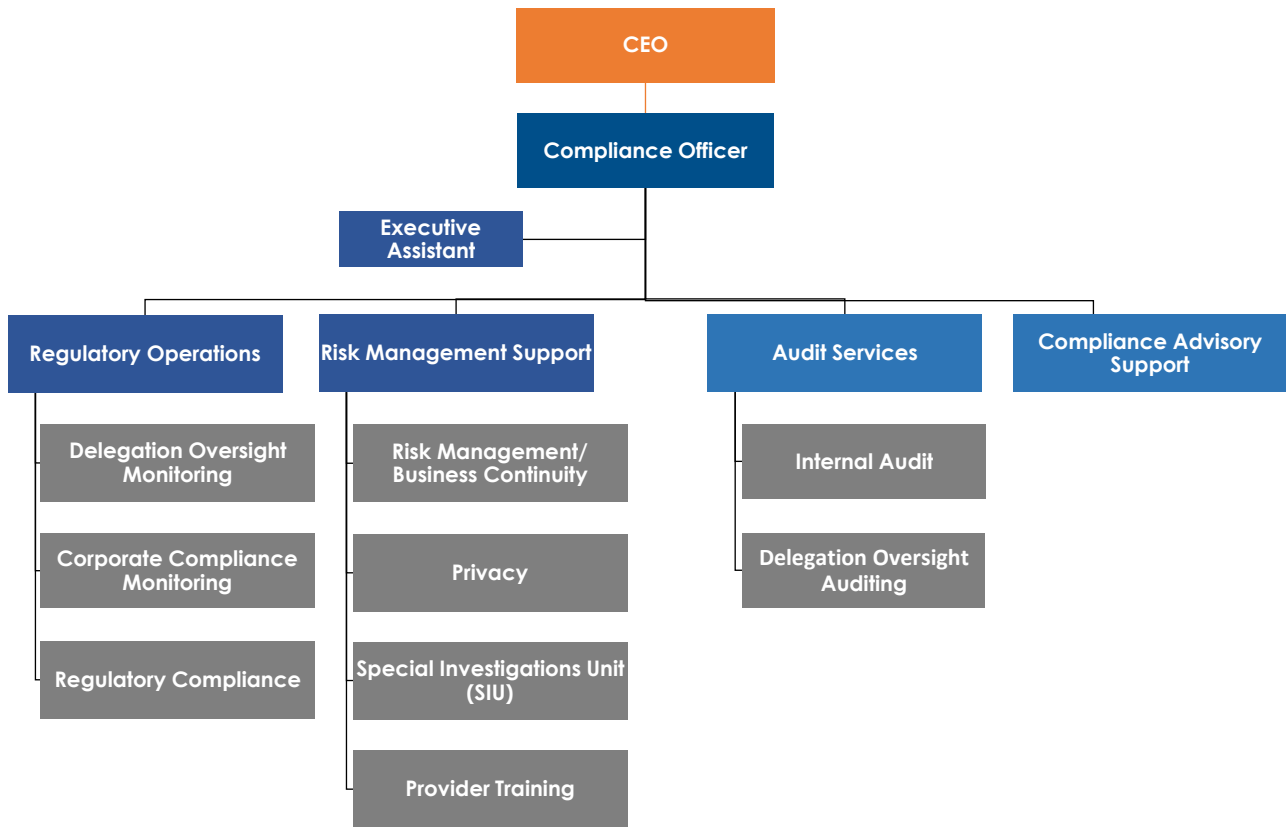 CEO
Compliance Officer
Executive
Assistant
Regulatory Operations
Risk Management Support
Audit Services
Compliance Advisory
Support
Delegation Oversight
Monitoring
Corporate Compliance
Monitoring
Regulatory Compliance
Risk Management/
Business Continuity
Privacy
Special Investigations Unit
(SIU)
Provider Training
Internal Audit
Delegation Oversight
Auditing